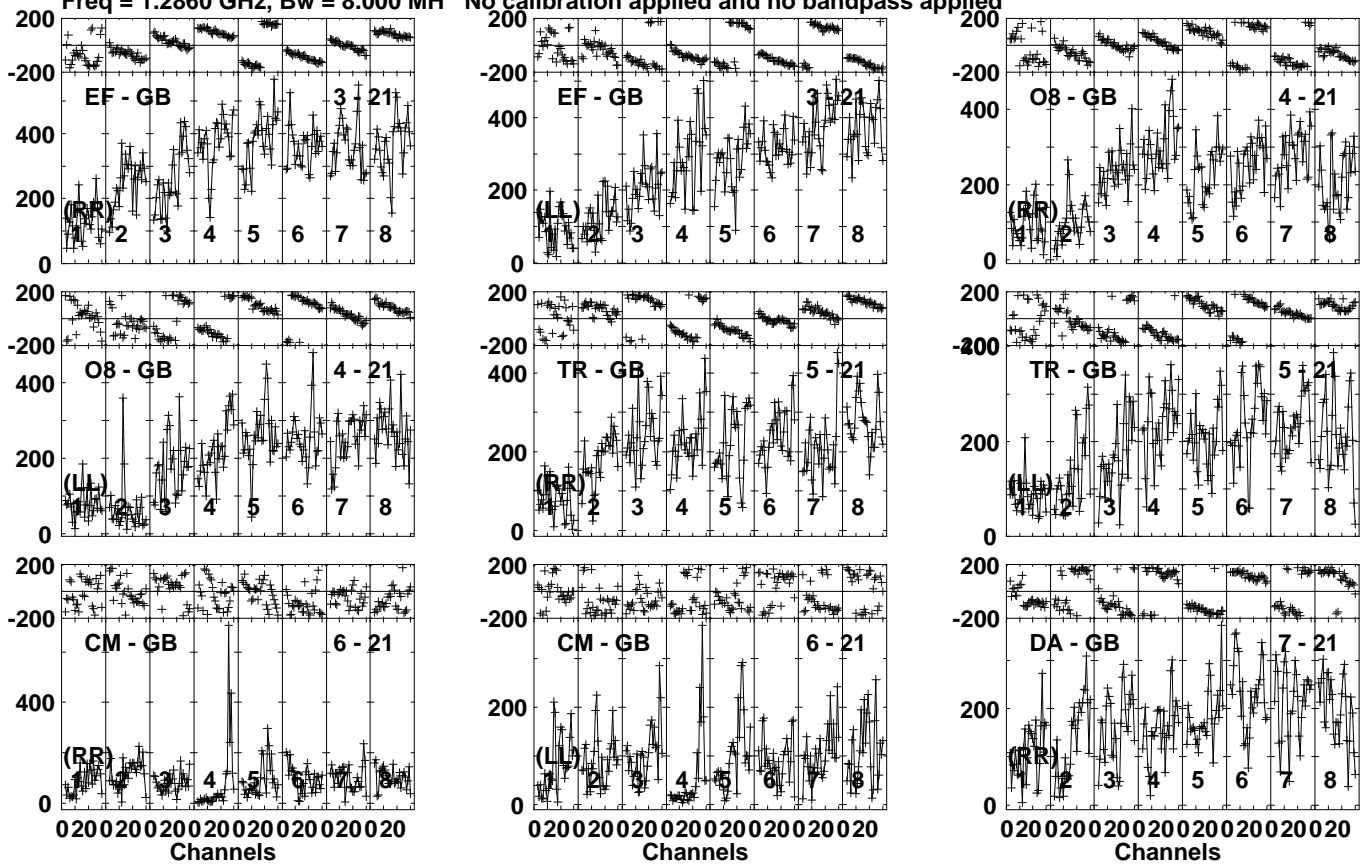 Freq = 1.2860 GHz, Bw = 8.000 MH No calibration applied and no bandpass applied
200
-200
EF - GB 3 - 21
400
200
(RR)
1 2 3 4 5 6 7 8
0
200
-200
EF - GB 3 - 21
400
200
(LL)
1 2 3 4 5 6 7 8
0
200
-200
O8 - GB 4 - 21
400
200
(RR)
1 2 3 4 5 6 7 8
0
200
-200
O8 - GB 4 - 21
400
200
(LL)
1 2 3 4 5 6 7 8
0
200
-200
TR - GB 5 - 21
400
200
(RR)
1 2 3 4 5 6 7 8
0
200
-200
400
TR - GB 5 - 21
200
(LL)
1 2 3 4 5 6 7 8
0
200
-200
CM - GB 6 - 21
400
(RR)
1 2 3 4 5 6 7 8
0
0 20 0 20 0 20 0 20 0 20 0 20 0 20 0 20
Channels
200
-200
CM - GB 6 - 21
200
(LL)
1 2 3 4 5 6 7 8
0
0 20 0 20 0 20 0 20 0 20 0 20 0 20 0 20
Channels
200
-200
DA - GB 7 - 21
200
(RR)
1 2 3 4 5 6 7 8
0
0 20 0 20 0 20 0 20 0 20 0 20 0 20 0 20
Channels